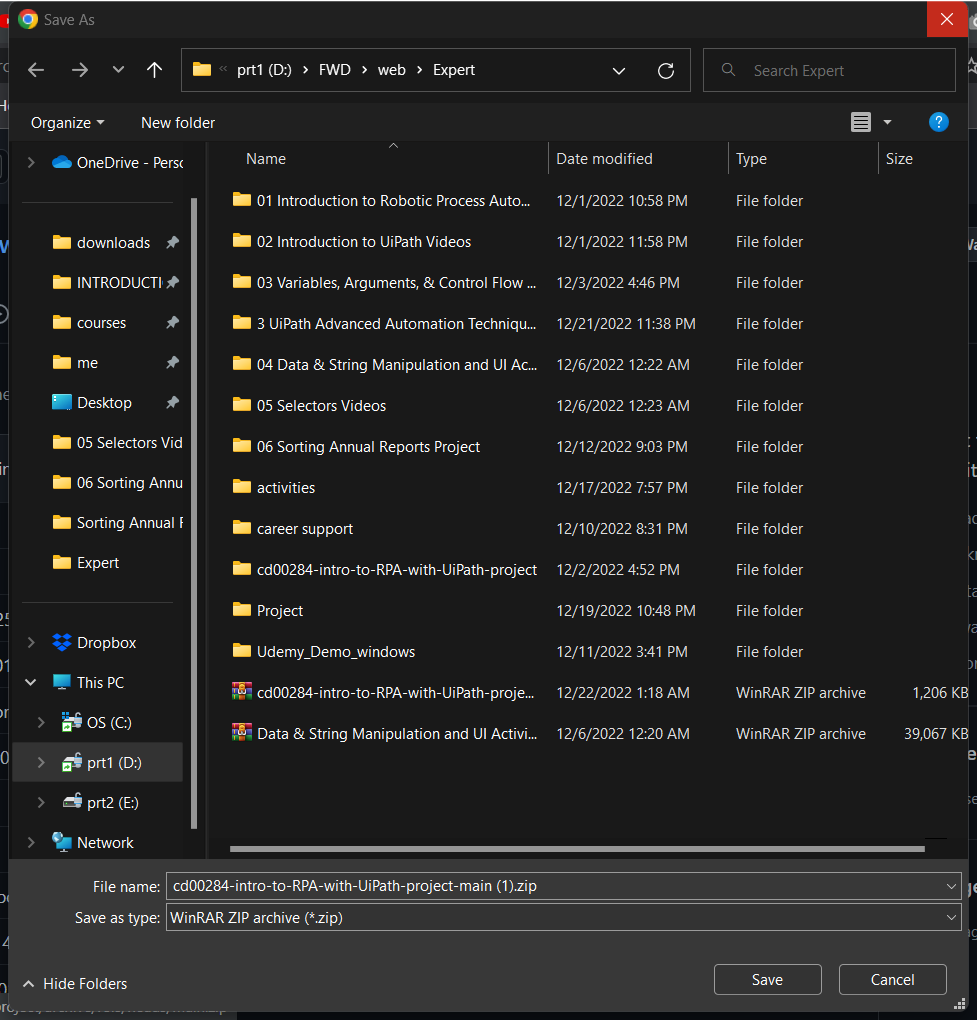 Save As
prt1 (D:) > FWD > web > Expert
Search Expert
Organize
New folder
?
Name
Date modified
Type
Size
OneDrive - Perso
downloads
INTRODUCTI
courses
me
Desktop
05 Selectors Vid
06 Sorting Annu
Sorting Annual R
Expert
Dropbox
This PC
OS (C:)
prt1 (D:)
prt2 (E:)
Network
01 Introduction to Robotic Process Auto... 12/1/2022 10:58 PM File folder
02 Introduction to UiPath Videos 12/1/2022 11:58 PM File folder
03 Variables, Arguments, & Control Flow ... 12/3/2022 4:46 PM File folder
3 UiPath Advanced Automation Techniqu... 12/21/2022 11:38 PM File folder
04 Data & String Manipulation and UI Ac... 12/6/2022 12:22 AM File folder
05 Selectors Videos 12/6/2022 12:23 AM File folder
06 Sorting Annual Reports Project 12/12/2022 9:03 PM File folder
activities 12/17/2022 7:57 PM File folder
career support 12/10/2022 8:31 PM File folder
cd00284-intro-to-RPA-with-UiPath-project 12/2/2022 4:52 PM File folder
Project 12/19/2022 10:48 PM File folder
Udemy_Demo_windows 12/11/2022 3:41 PM File folder
cd00284-intro-to-RPA-with-UiPath-proje... 12/22/2022 1:18 AM WinRAR ZIP archive 1,206 KB
Data & String Manipulation and UI Activi... 12/6/2022 12:20 AM WinRAR ZIP archive 39,067 KB
File name: cd00284-intro-to-RPA-with-UiPath-project-main (1).zip
Save as type: WinRAR ZIP archive (*.zip)
Hide Folders
Save
Cancel